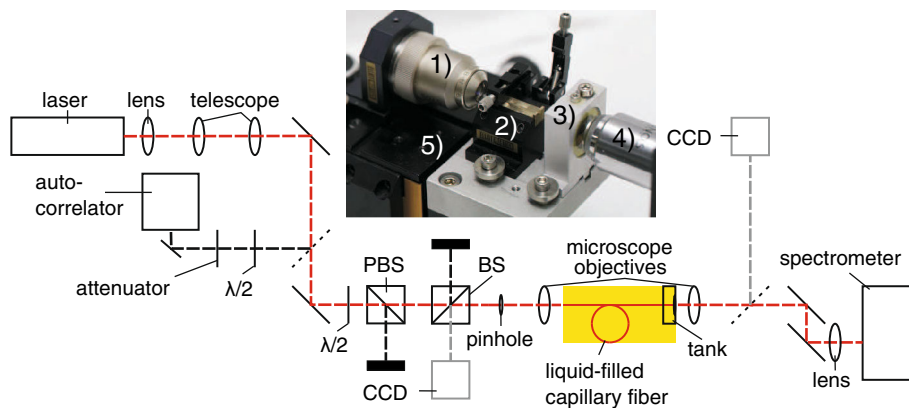 laser
lens
telescope
1)
2)
3)
4)
5)
CCD
auto-
correlator
attenuator
λ/2
λ/2
PBS
BS
CCD
pinhole
microscope
objectives
liquid-filled
capillary fiber
tank
spectrometer
lens